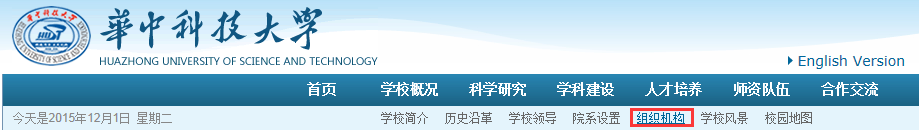 華中科技大学
HUAZHONG UNIVERSITY OF SCIENCE AND TECHNOLOGY
English Version
首页 学校概况 科学研究 学科建设 人才培养 师资队伍 合作交流
今天是2015年12月1日 星期二 学校简介 历史沿革 学校领导 院系设置 组织机构 学校风景 校园地图